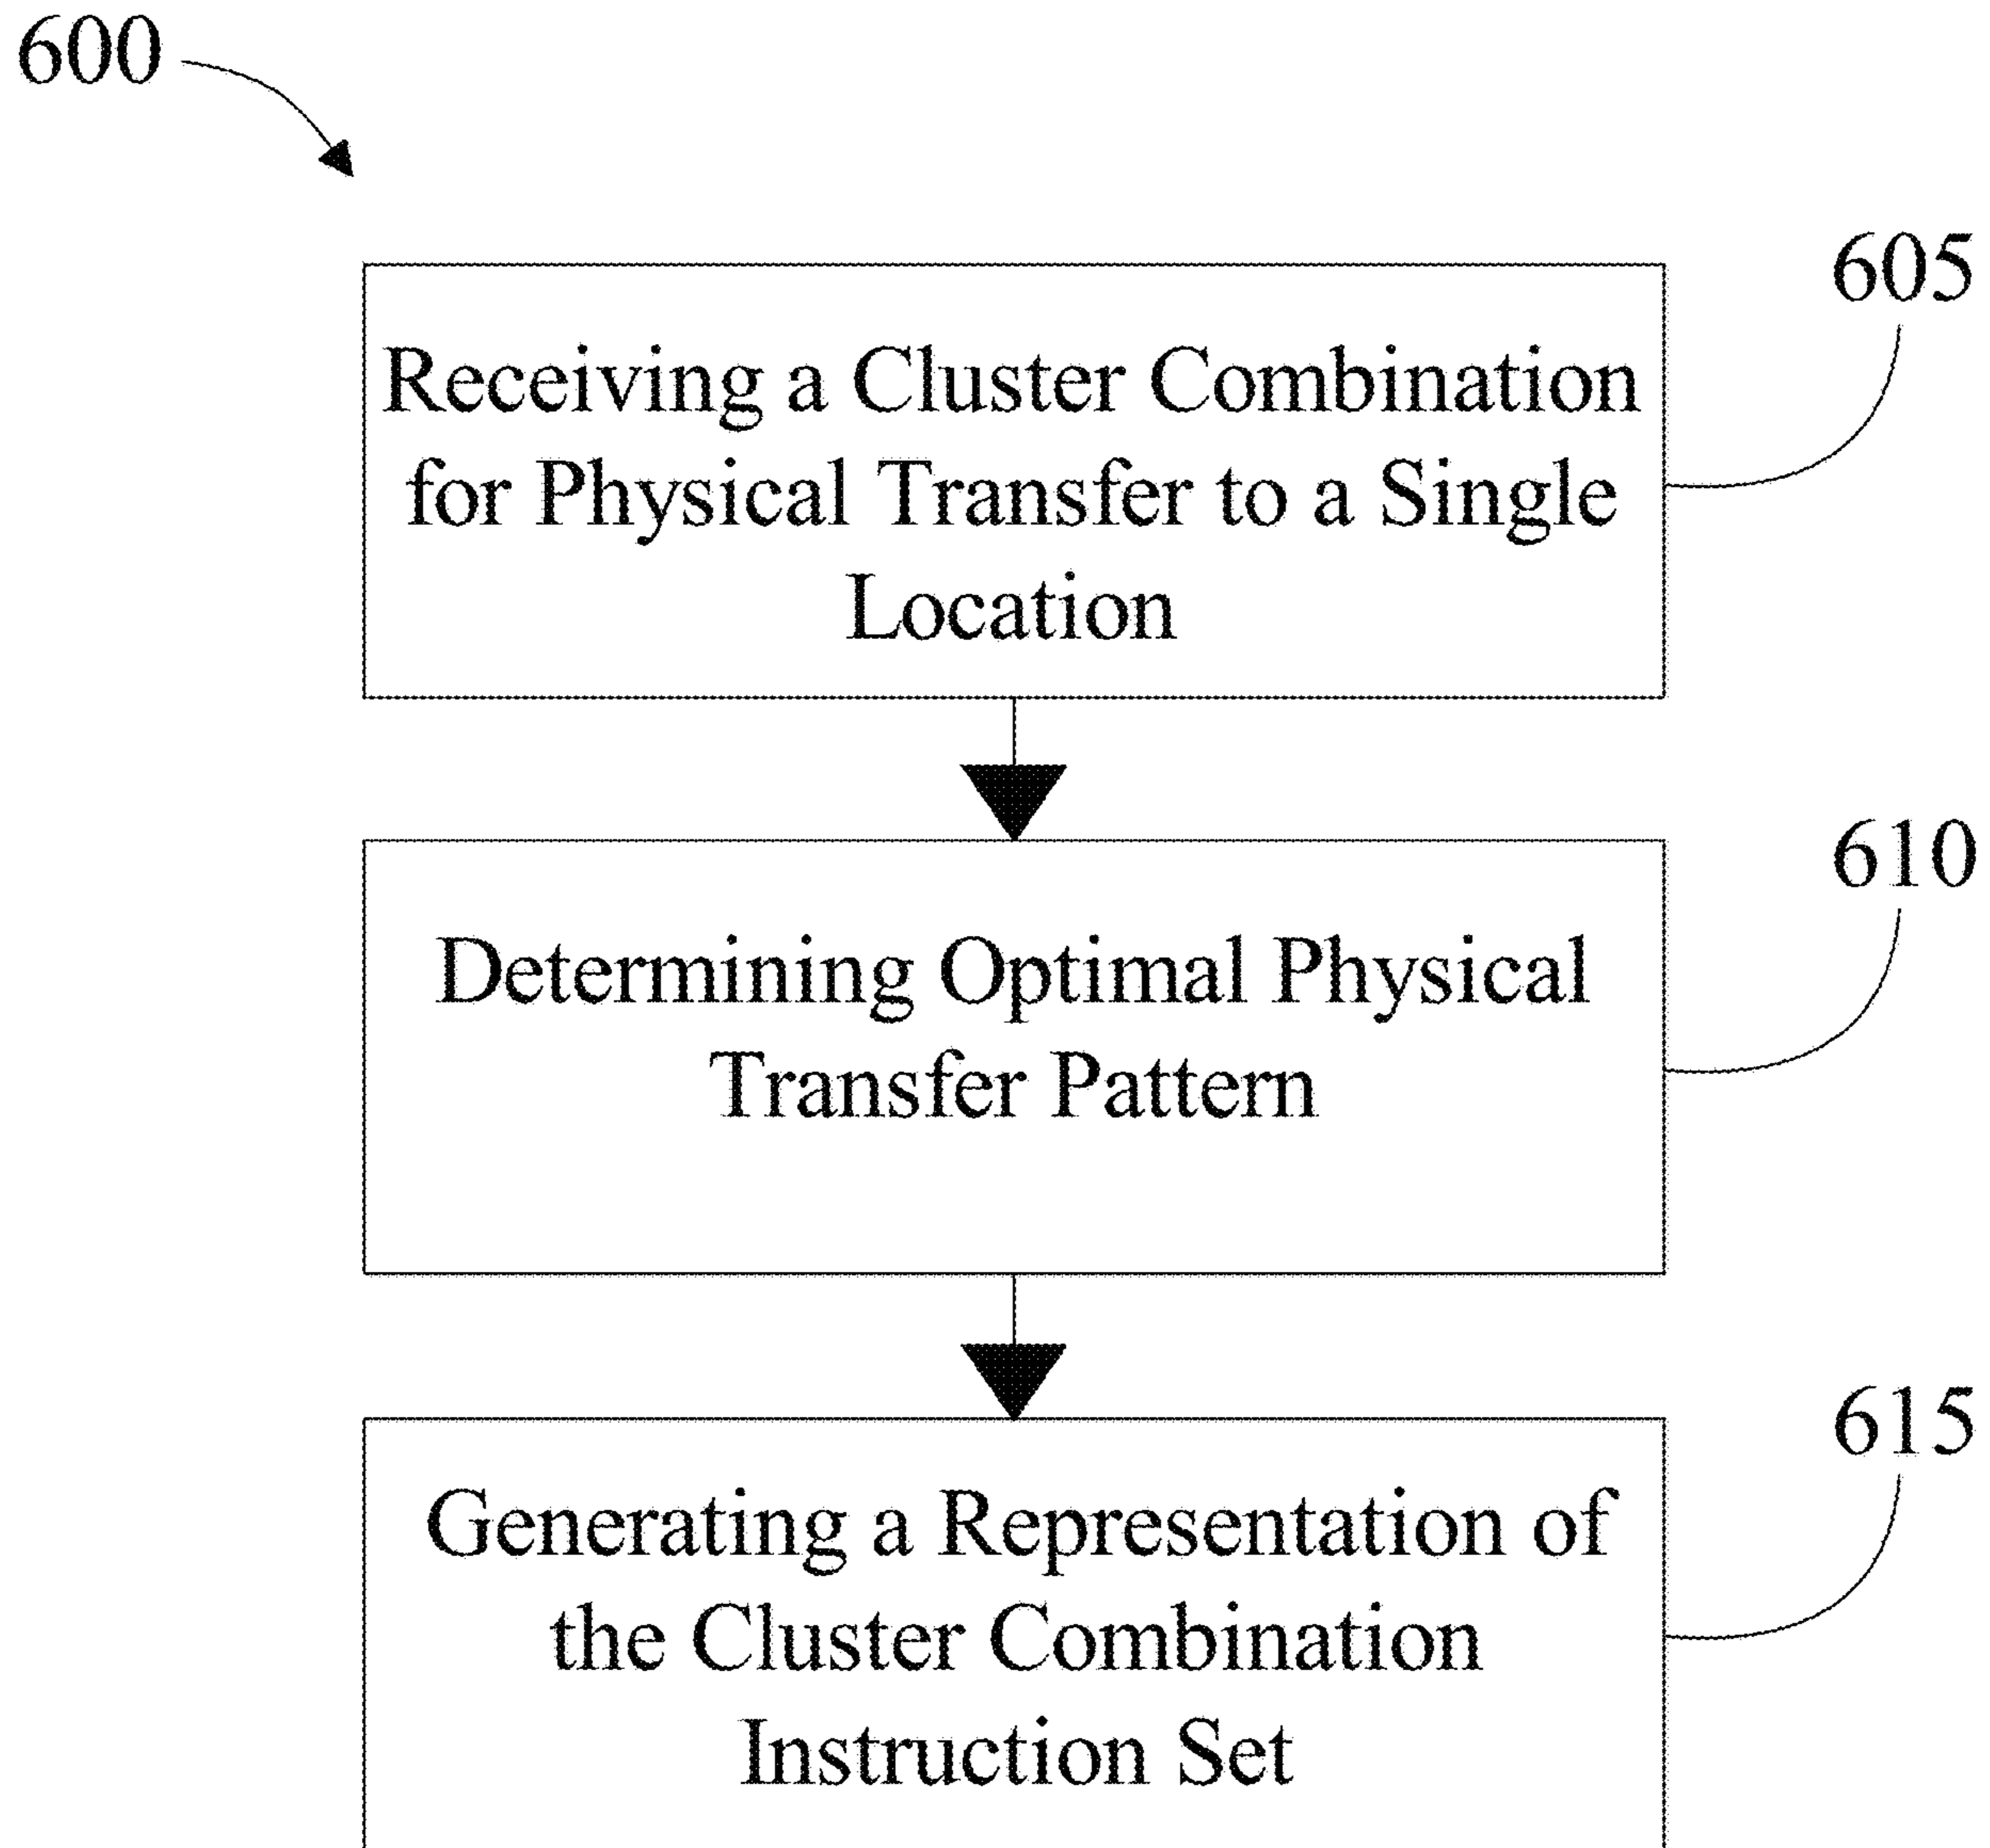 600
605
Receiving a Cluster Combination
for Physical Transfer to a Single
Location
610
Determining Optimal Physical
Transfer Pattern
615
Generating a Representation of
the Cluster Combination
Instruction Set